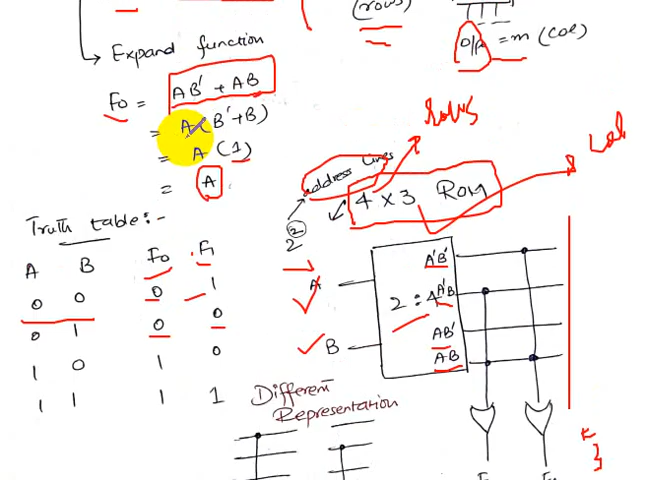 (rows)
Expand function
O/P = m (Col)
F0 = AB' + AB
= A (B'+B)
= A (1)
= A
Rows
address lines
4 × 3 Rom
2²
Truth table:-
A B F0 F1
0 0 0 1
0 1 0 0
1 0 1 0
1 1 1 1
A
B
2:4
A'B'
A'B
AB'
AB
Different
Representation